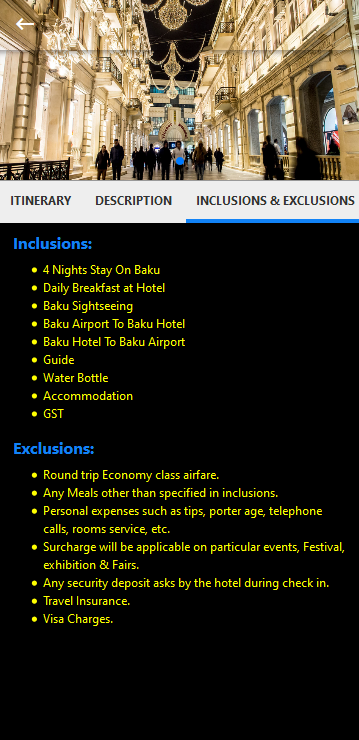 ITINERARY DESCRIPTION INCLUSIONS & EXCLUSIONS
Inclusions:
4 Nights Stay On Baku
Daily Breakfast at Hotel
Baku Sightseeing
Baku Airport To Baku Hotel
Baku Hotel To Baku Airport
Guide
Water Bottle
Accommodation
GST
Exclusions:
Round trip Economy class airfare.
Any Meals other than specified in inclusions.
Personal expenses such as tips, porter age, telephone
calls, rooms service, etc.
Surcharge will be applicable on particular events, Festival,
exhibition & Fairs.
Any security deposit asks by the hotel during check in.
Travel Insurance.
Visa Charges.